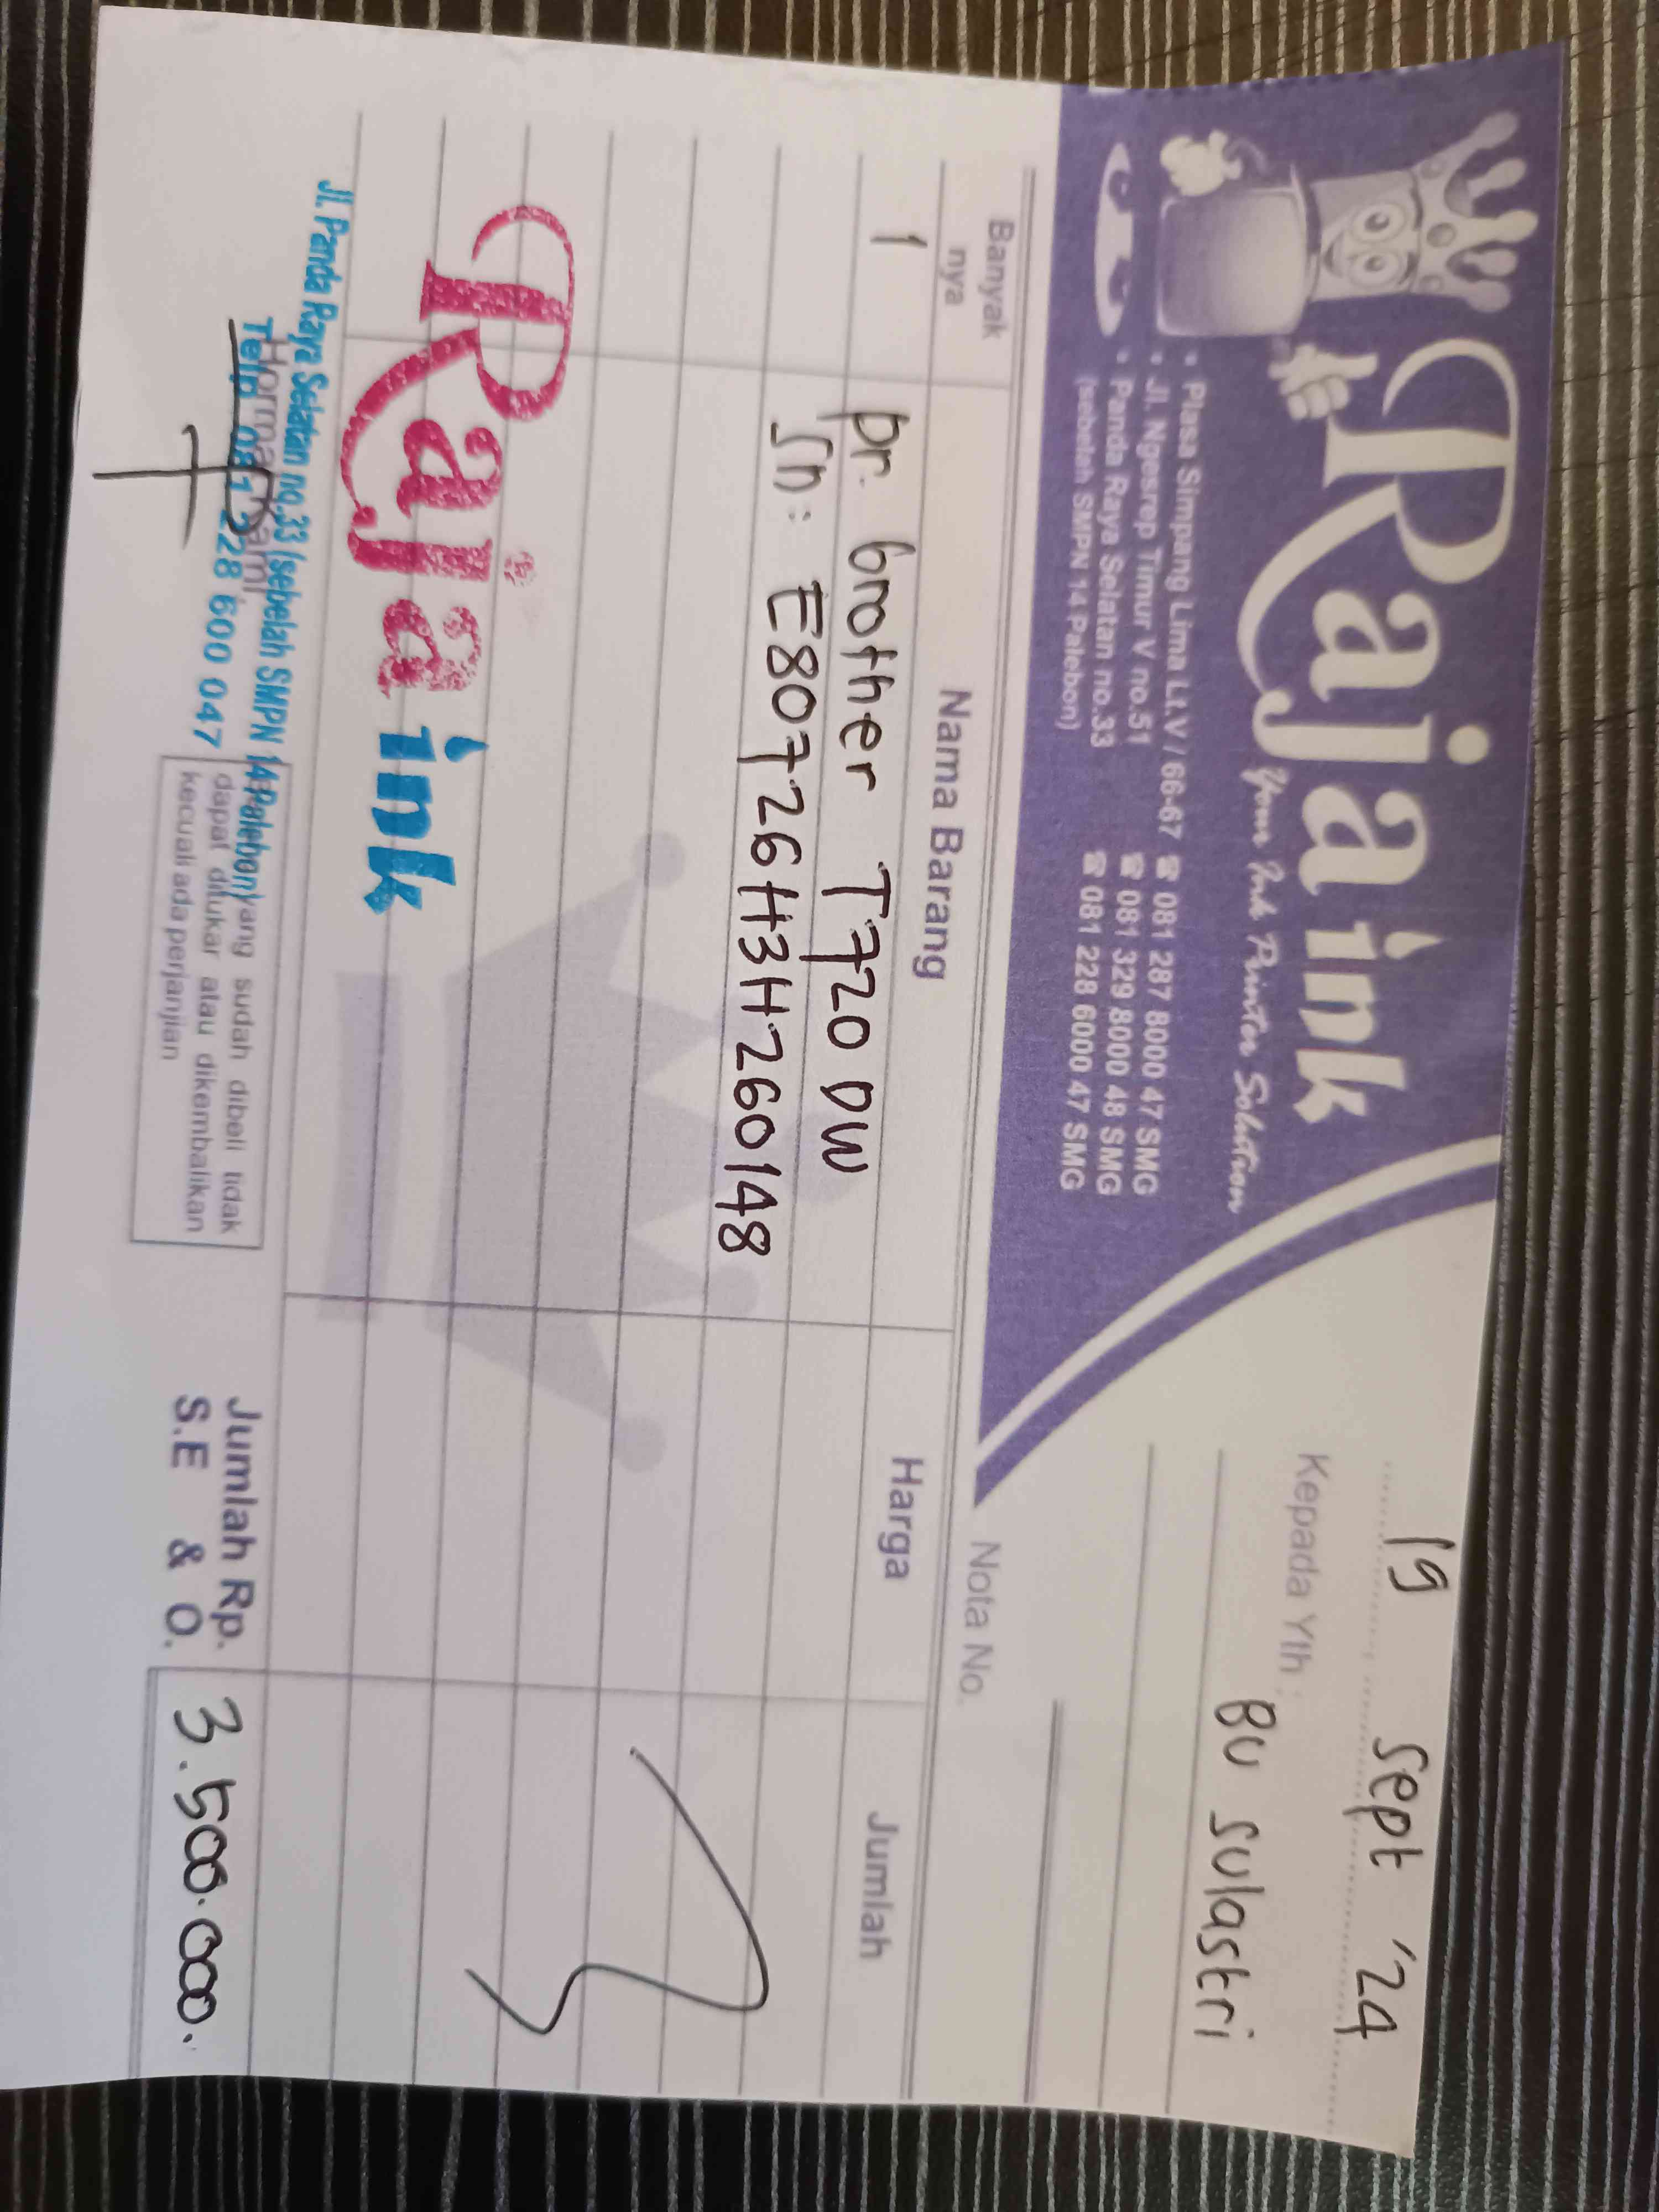 Raja ink
Your Ink Printer Solution
• Plasa Simpang Lima Lt.V / 66-67 ☎ 081 287 8000 47 SMG
• Jl. Ngesrep Timur V no.51 ☎ 081 329 8000 48 SMG
• Panda Raya Selatan no.33 ☎ 081 228 6000 47 SMG
(sebelah SMPN 14 Palebon)
19 Sept '24
Kepada Yth :
Bu Sulastri
Nota No.
Banyak nya Nama Barang Harga Jumlah
1 Pr. brother T720 DW
Sn: E80726H3H260148
Raja ink
Jl. Panda Raya Selatan no.33 (sebelah SMPN 14 Palebon)
Telp 081 228 600 047
Hormat Kami
yang sudah dibeli tidak
dapat ditukar atau dikembalikan
kecuali ada perjanjian
Jumlah Rp. 3.500.000.
S.E & O.